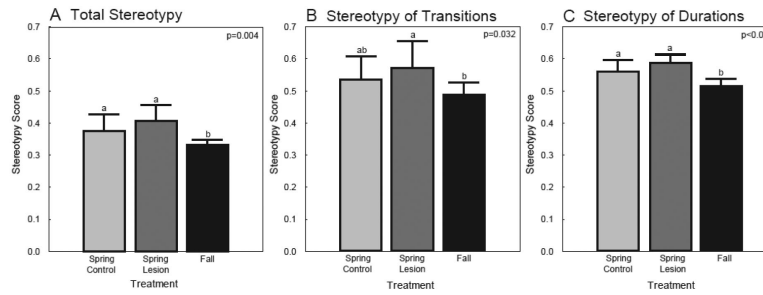 A Total Stereotypy
p=0.004
Stereotypy Score
0.7
0.6
0.5
0.4
0.3
0.2
0.1
0.0
a
a
b
Spring Control
Spring Lesion
Fall
Treatment
B Stereotypy of Transitions
p=0.032
Stereotypy Score
0.7
0.6
0.5
0.4
0.3
0.2
0.1
0.0
ab
a
b
Spring Control
Spring Lesion
Fall
Treatment
C Stereotypy of Durations
p<0.0
Stereotypy Score
0.7
0.6
0.5
0.4
0.3
0.2
0.1
0.0
a
a
b
Spring Control
Spring Lesion
Fall
Treatment